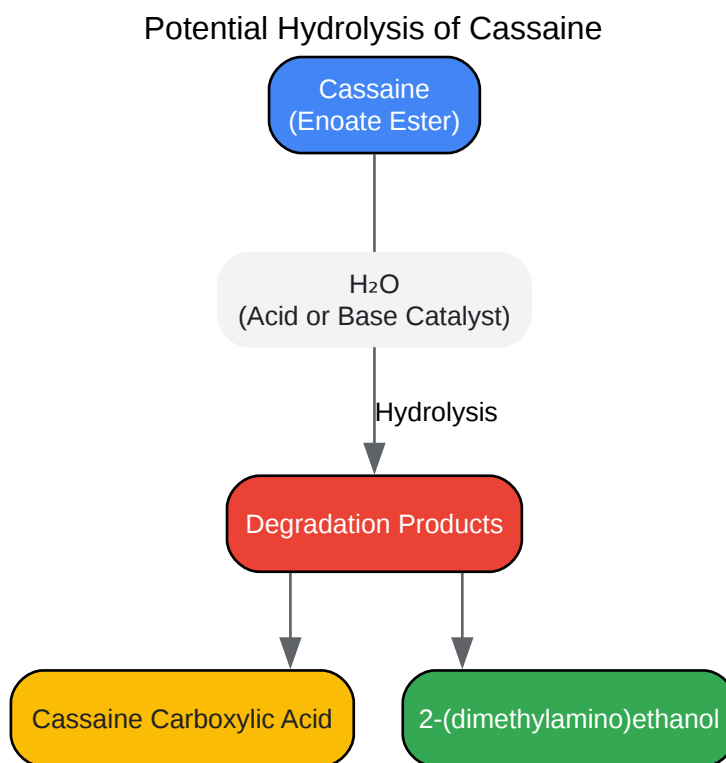 Potential Hydrolysis of Cassaine
Cassaine
(Enoate Ester)
H₂O
(Acid or Base Catalyst)
Hydrolysis
Degradation Products
Cassaine Carboxylic Acid
2-(dimethylamino)ethanol